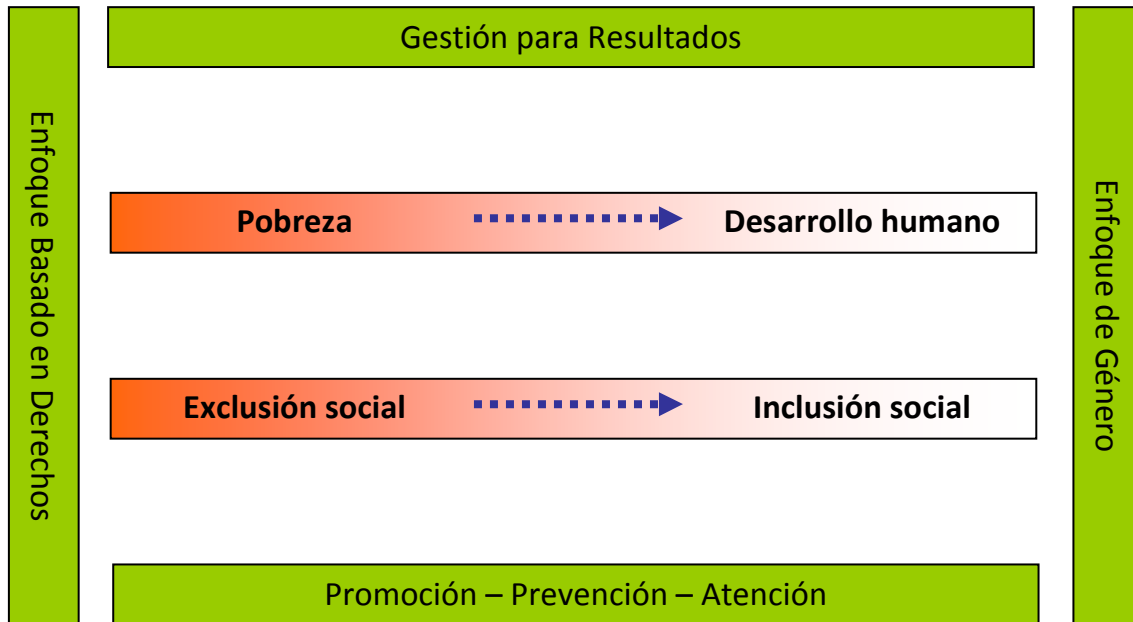 Gestión para Resultados
Enfoque Basado en Derechos
Pobreza
Desarrollo humano
Enfoque de Género
Exclusión social
Inclusión social
Promoción – Prevención – Atención